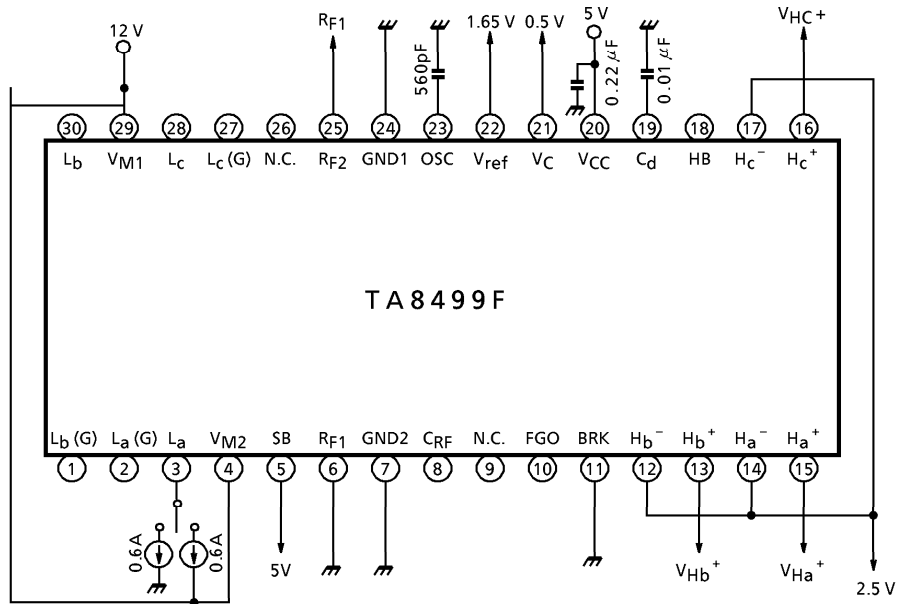 12 V
RF1
560pF
1.65 V
0.5 V
5 V
0.22 μF
0.01 μF
VHC+
30 29 28 27 26 25 24 23 22 21 20 19 18 17 16
Lb VM1 Lc Lc (G) N.C. RF2 GND1 OSC Vref VC VCC Cd HB Hc⁻ Hc⁺
TA8499F
Lb (G) La (G) La VM2 SB RF1 GND2 CRF N.C. FGO BRK Hb⁻ Hb⁺ Ha⁻ Ha⁺
1 2 3 4 5 6 7 8 9 10 11 12 13 14 15
0.6A
0.6A
5V
VHb⁺
VHa⁺
2.5 V